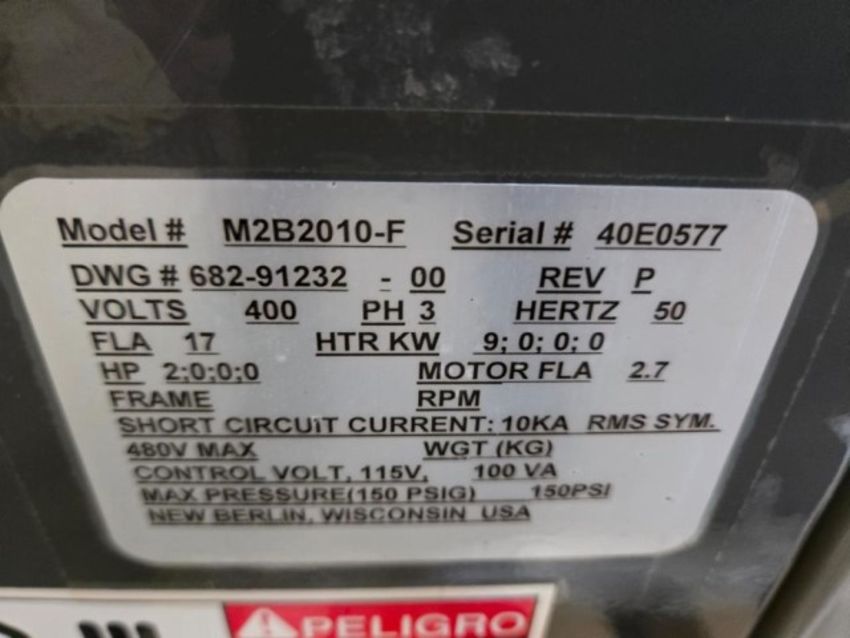 Model # M2B2010-F Serial # 40E0577
DWG # 682-91232 - 00 REV P
VOLTS 400 PH 3 HERTZ 50
FLA 17 HTR KW 9; 0; 0; 0
HP 2;0;0;0 MOTOR FLA 2.7
FRAME RPM
SHORT CIRCUIT CURRENT: 10KA RMS SYM.
480V MAX WGT (KG)
CONTROL VOLT, 115V, 100 VA
MAX PRESSURE(150 PSIG) 150PSI
NEW BERLIN, WISCONSIN USA
PELIGRO